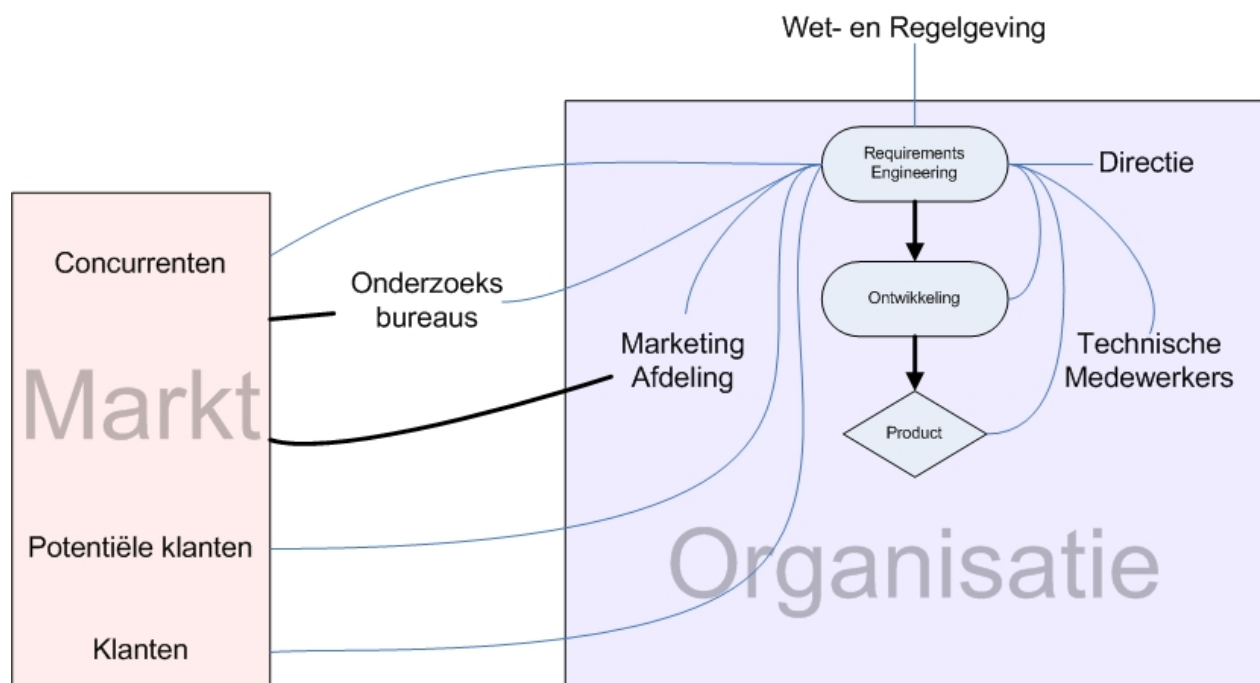 Wet- en Regelgeving
Requirements
Engineering
Directie
Concurrenten
Onderzoeks
bureaus
Ontwikkeling
Marketing
Afdeling
Technische
Medewerkers
Markt
Product
Potentiële klanten
Organisatie
Klanten